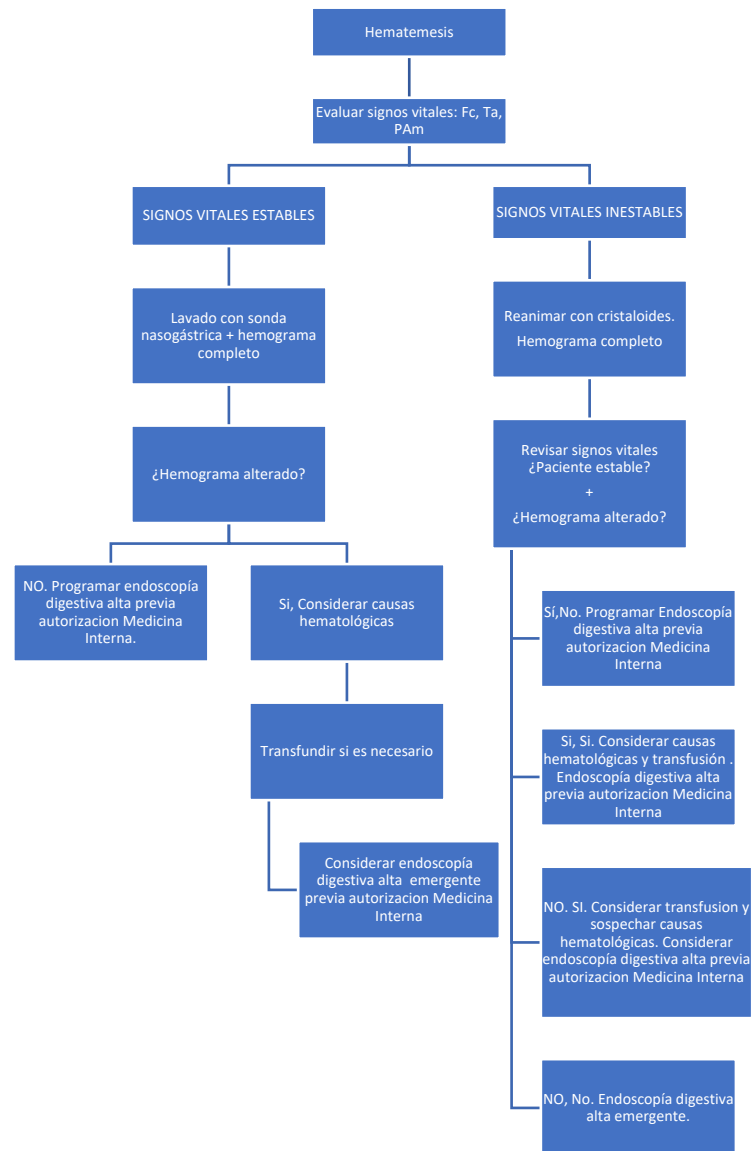 Hematemesis
Evaluar signos vitales: Fc, Ta,
PAm
SIGNOS VITALES ESTABLES
SIGNOS VITALES INESTABLES
Lavado con sonda
nasogástrica + hemograma
completo
Reanimar con cristaloides.
Hemograma completo
¿Hemograma alterado?
Revisar signos vitales
¿Paciente estable?
+
¿Hemograma alterado?
NO. Programar endoscopía
digestiva alta previa
autorizacion Medicina
Interna.
Si, Considerar causas
hematológicas
Transfundir si es necesario
Considerar endoscopía
digestiva alta emergente
previa autorizacion Medicina
Interna
Sí,No. Programar Endoscopía
digestiva alta previa
autorizacion Medicina
Interna
Si, Si. Considerar causas
hematológicas y transfusión .
Endoscopía digestiva alta
previa autorizacion Medicina
Interna
NO. SI. Considerar transfusion y
sospechar causas
hematológicas. Considerar
endoscopía digestiva alta previa
autorizacion Medicina Interna
NO, No. Endoscopía digestiva
alta emergente.